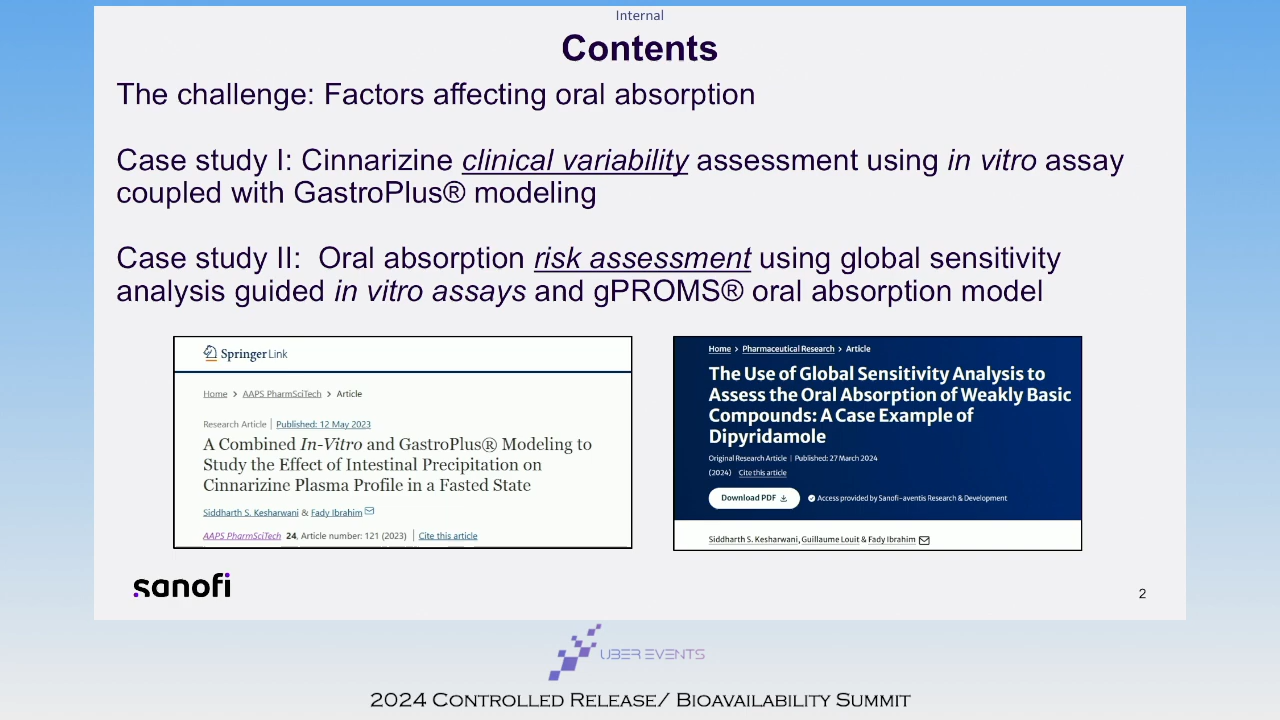 Internal
Contents
The challenge: Factors affecting oral absorption
Case study I: Cinnarizine clinical variability assessment using in vitro assay
coupled with GastroPlus® modeling
Case study II:  Oral absorption risk assessment using global sensitivity
analysis guided in vitro assays and gPROMS® oral absorption model
Springer Link
Home > AAPS PharmSciTech > Article
Research Article | Published: 12 May 2023
A Combined In-Vitro and GastroPlus® Modeling to
Study the Effect of Intestinal Precipitation on
Cinnarizine Plasma Profile in a Fasted State
Siddharth S. Kesharwani & Fady Ibrahim
AAPS PharmSciTech 24, Article number: 121 (2023) | Cite this article
Home > Pharmaceutical Research > Article
The Use of Global Sensitivity Analysis to
Assess the Oral Absorption of Weakly Basic
Compounds: A Case Example of
Dipyridamole
Original Research Article | Published: 27 March 2024
(2024) Cite this article
Download PDF Access provided by Sanofi-aventis Research & Development
Siddharth S. Kesharwani, Guillaume Louit & Fady Ibrahim
sanofi
2
UBER EVENTS
2024 Controlled Release/ Bioavailability Summit